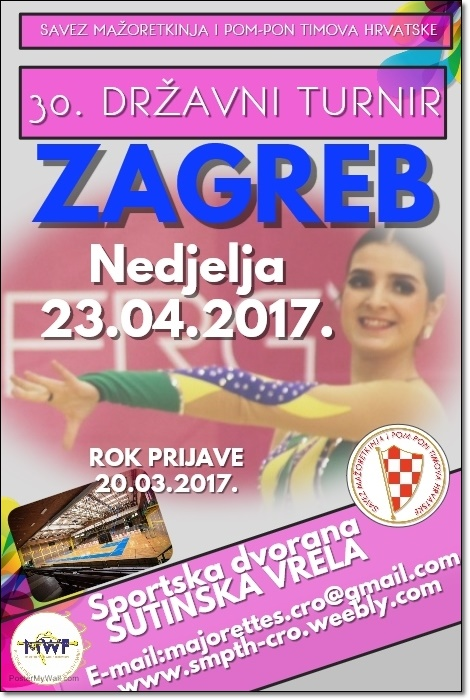 SAVEZ MAŽORETKINJA I POM-PON TIMOVA HRVATSKE
30. DRŽAVNI TURNIR
ZAGREB
Nedjelja
23.04.2017.
ERG
ROK PRIJAVE
20.03.2017.
SAVEZ MAŽORETKINJA I POM-PON TIMOVA HRVATSKE
Sportska dvorana
SUTINSKA VRELA
E-mail:majorettes.cro@gmail.com
www.smpth-cro.weebly.com
MWF
PosterMyWall.com